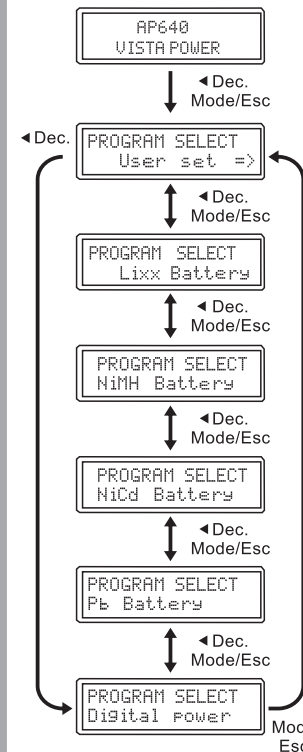 AP640
VISTA POWER
◄ Dec.
Mode/Esc
◄ Dec.
PROGRAM SELECT
User set =>
◄ Dec.
Mode/Esc
PROGRAM SELECT
Lixx Battery
◄ Dec.
Mode/Esc
PROGRAM SELECT
NiMH Battery
◄ Dec.
Mode/Esc
PROGRAM SELECT
NiCd Battery
◄ Dec.
Mode/Esc
PROGRAM SELECT
Pb Battery
◄ Dec.
Mode/Esc
PROGRAM SELECT
Digital power
Esc